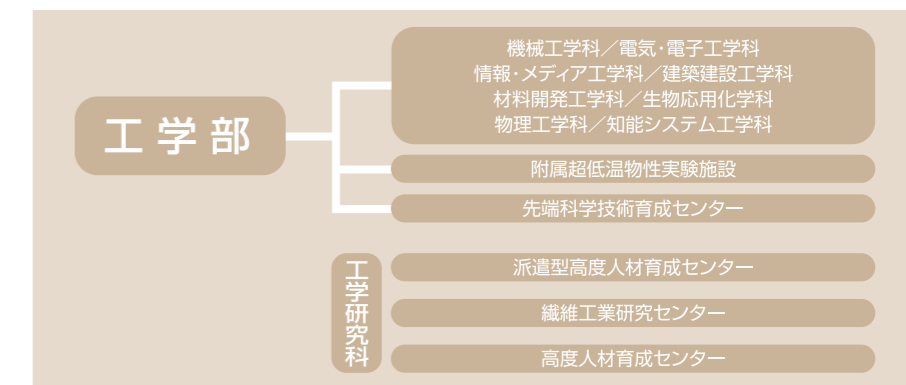 工学部
機械工学科／電気・電子工学科
情報・メディア工学科／建築建設工学科
材料開発工学科／生物応用化学科
物理工学科／知能システム工学科
附属超低温物性実験施設
先端科学技術育成センター
工学研究科
派遣型高度人材育成センター
繊維工業研究センター
高度人材育成センター